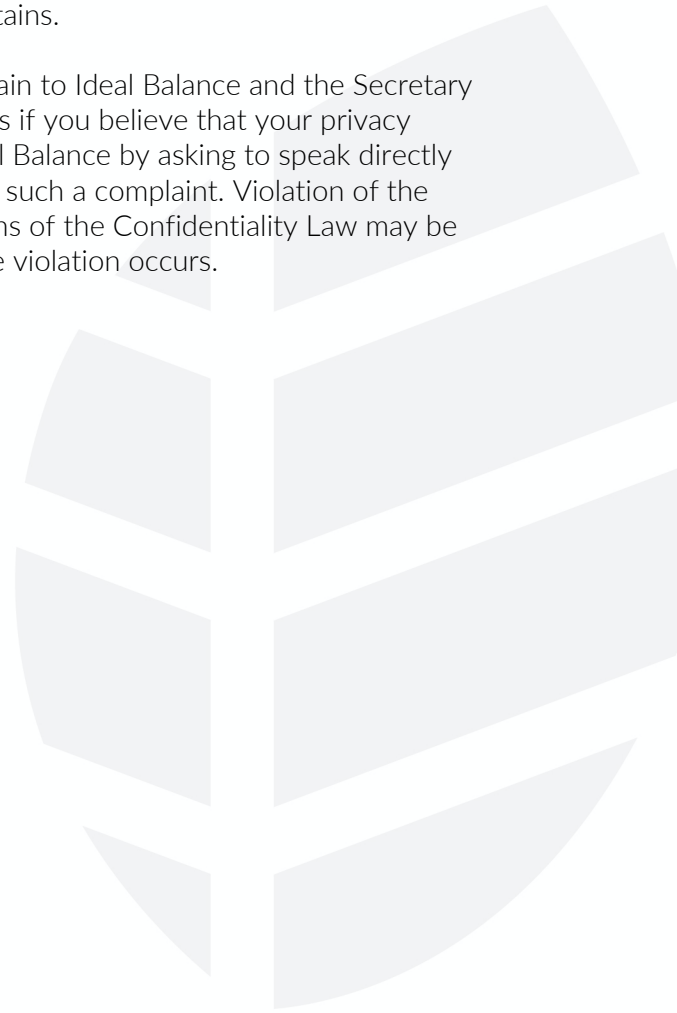 tains.
ain to Ideal Balance and the Secretary
s if you believe that your privacy
l Balance by asking to speak directly
such a complaint. Violation of the
ns of the Confidentiality Law may be
e violation occurs.